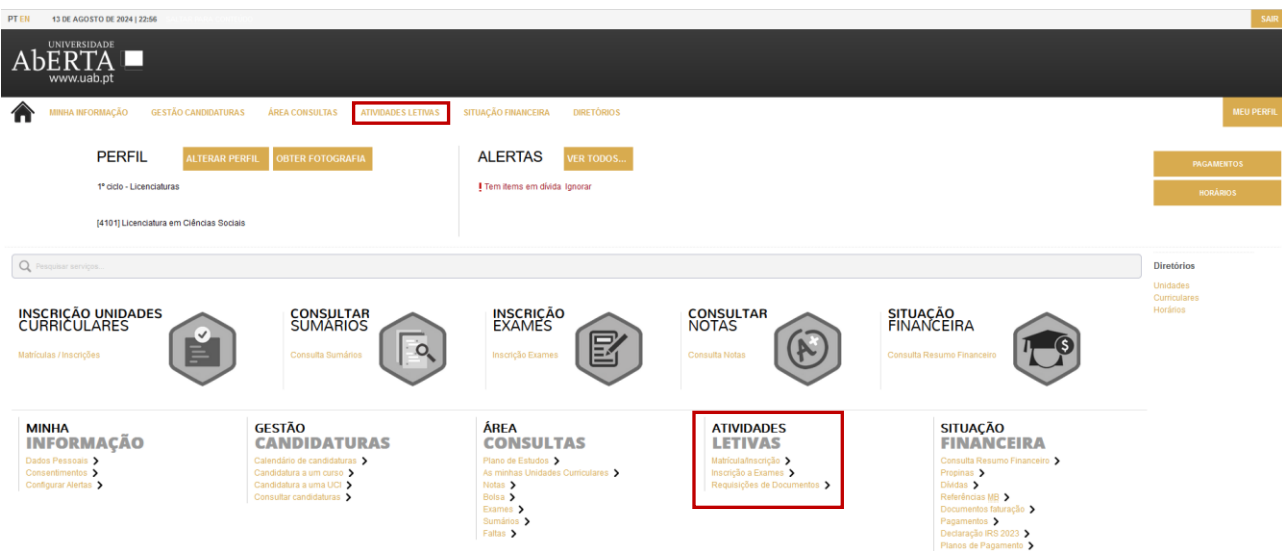 PT EN 13 DE AGOSTO DE 2024 | 22:56
SAIR
UNIVERSIDADE
AbERTA
www.uab.pt
MINHA INFORMAÇÃO GESTÃO CANDIDATURAS ÁREA CONSULTAS ATIVIDADES LETIVAS SITUAÇÃO FINANCEIRA DIRETÓRIOS
MEU PERFIL
PERFIL ALTERAR PERFIL OBTER FOTOGRAFIA
1º ciclo - Licenciaturas
[4101] Licenciatura em Ciências Sociais
ALERTAS VER TODOS...
! Tem items em dívida Ignorar
PAGAMENTOS
HORÁRIOS
Pesquisar serviços...
Diretórios
Unidades
Curriculares
Horários
INSCRIÇÃO UNIDADES
CURRICULARES
Matrículas / Inscrições
CONSULTAR
SUMÁRIOS
Consulta Sumários
INSCRIÇÃO
EXAMES
Inscrição Exames
CONSULTAR
NOTAS
Consulta Notas
A+
SITUAÇÃO
FINANCEIRA
Consulta Resumo Financeiro
$
MINHA
INFORMAÇÃO
Dados Pessoais
Consentimentos
Configurar Alertas
GESTÃO
CANDIDATURAS
Calendário de candidaturas
Candidatura a um curso
Candidatura a uma UCI
Consultar candidaturas
ÁREA
CONSULTAS
Plano de Estudos
As minhas Unidades Curriculares
Notas
Bolsa
Exames
Sumários
Faltas
ATIVIDADES
LETIVAS
Matrícula/Inscrição
Inscrição a Exames
Requisições de Documentos
SITUAÇÃO
FINANCEIRA
Consulta Resumo Financeiro
Propinas
Dívidas
Referências MB
Documentos faturação
Pagamentos
Declaração IRS 2023
Planos de Pagamento